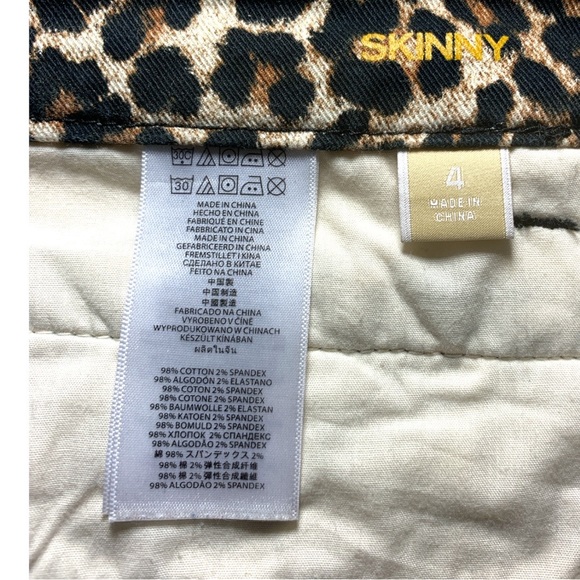 SKINNY
30C
30
MADE IN CHINA
HECHO EN CHINA
FABRIQUÉ EN CHINE
FABBRICATO IN CINA
MADE IN CHINA
GEFABRICEERD IN CHINA
FREMSTILLET I KINA
СДЕЛАНО В КИТАЕ
FEITO NA CHINA
中国製
中国制造
中國製造
FABRICADO NA CHINA
VYROBENO V ČÍNE
WYPRODUKOWANO W CHINACH
KÉSZÜLT KÍNÁBAN
ผลิตในจีน
98% COTTON 2% SPANDEX
98% ALGODÓN 2% ELASTANO
98% COTON 2% SPANDEX
98% COTONE 2% SPANDEX
98% BAUMWOLLE 2% ELASTAN
98% KATOEN 2% SPANDEX
98% BOMULD 2% SPANDEX
98% ХЛОПОК 2% СПАНДЕКС
98% ALGODÃO 2% SPANDEX
綿 98% スパンデックス 2%
98% 棉 2% 弹性合成纤维
98% 棉 2% 彈性合成纖維
98% ALGODÃO 2% SPANDEX
4
MADE IN
CHINA